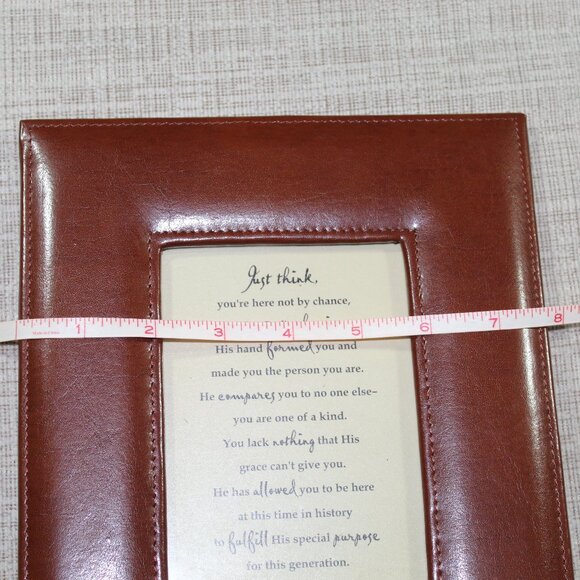 Just think,
you're here not by chance,
1 2 3 4 5 6 7 8
His hand formed you and
made you the person you are.
He compares you to no one else–
you are one of a kind.
You lack nothing that His
grace can't give you.
He has allowed you to be here
at this time in history
to fulfill His special purpose
for this generation.